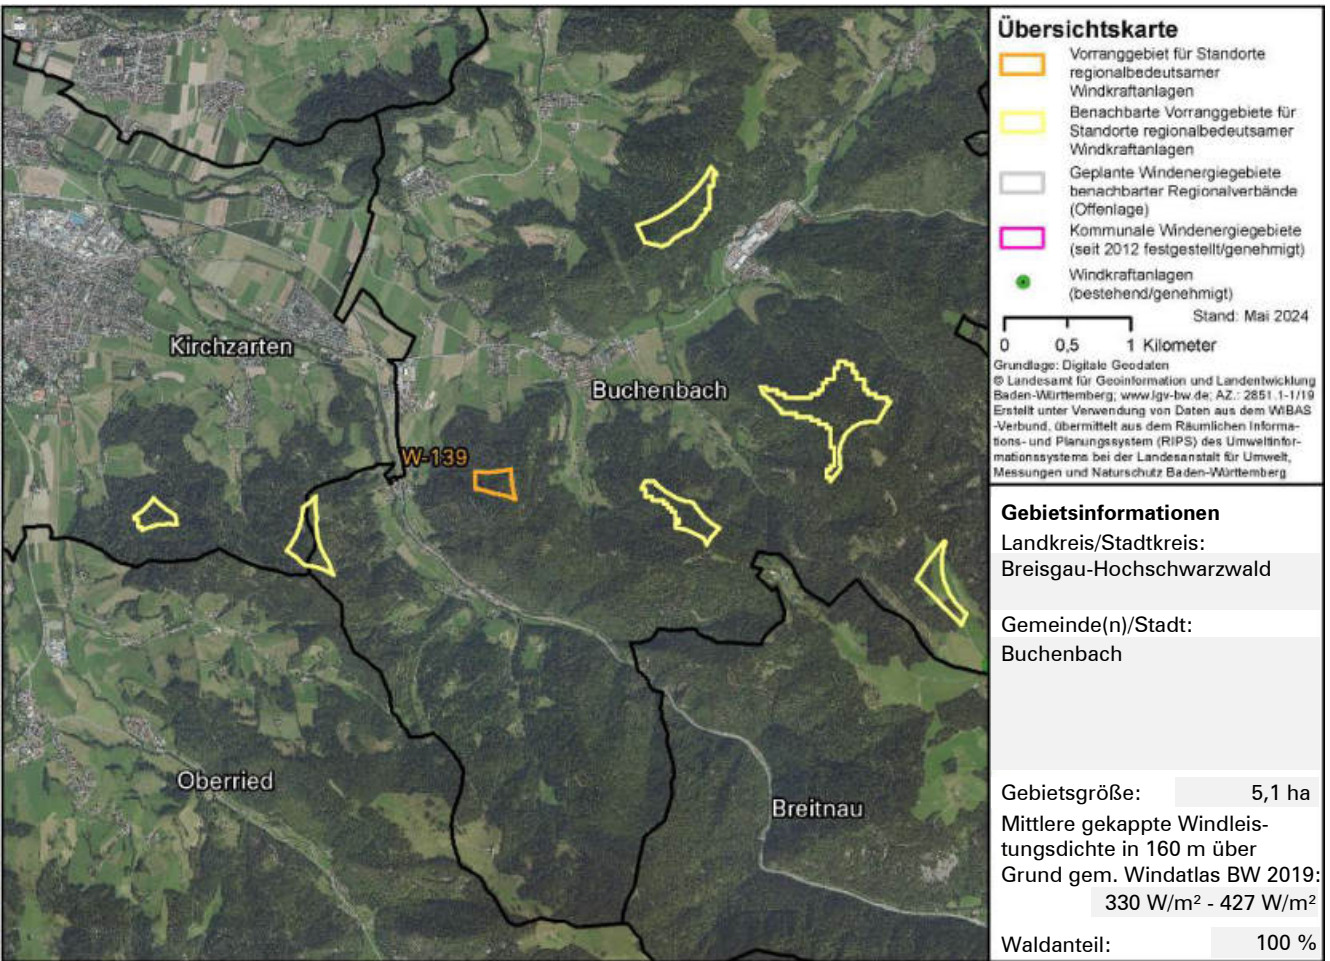 Kirchzarten
Buchenbach
W-139
Oberried
Breitnau
Übersichtskarte
Vorranggebiet für Standorte
regionalbedeutsamer
Windkraftanlagen
Benachbarte Vorranggebiete für
Standorte regionalbedeutsamer
Windkraftanlagen
Geplante Windenergiegebiete
benachbarter Regionalverbände
(Offenlage)
Kommunale Windenergiegebiete
(seit 2012 festgestellt/genehmigt)
Windkraftanlagen
(bestehend/genehmigt)
Stand: Mai 2024
0 0,5 1 Kilometer
Grundlage: Digitale Geodaten
© Landesamt für Geoinformation und Landentwicklung
Baden-Württemberg; www.lgv-bw.de; AZ.: 2851.1-1/19
Erstellt unter Verwendung von Daten aus dem WIBAS
-Verbund, übermittelt aus dem Räumlichen Informa-
tions- und Planungssystem (RIPS) des Umweltinfor-
mationssystems bei der Landesanstalt für Umwelt,
Messungen und Naturschutz Baden-Württemberg
Gebietsinformationen
Landkreis/Stadtkreis:
Breisgau-Hochschwarzwald
Gemeinde(n)/Stadt:
Buchenbach
Gebietsgröße: 5,1 ha
Mittlere gekappte Windleis-
tungsdichte in 160 m über
Grund gem. Windatlas BW 2019:
330 W/m² - 427 W/m²
Waldanteil: 100 %